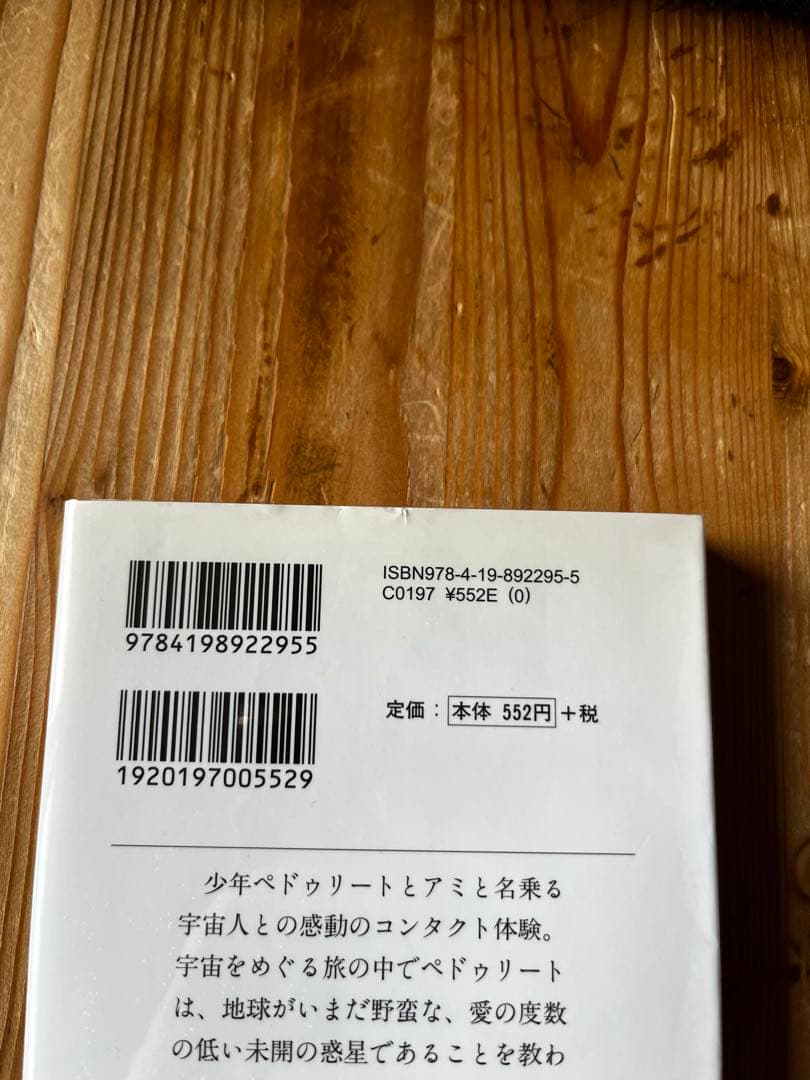 ISBN978-4-19-892295-5
C0197 ¥552E (0)
9784198922955
定価：本体 552円＋税
1920197005529
少年ペドゥリートとアミと名乗る
宇宙人との感動のコンタクト体験。
宇宙をめぐる旅の中でペドゥリート
は、地球がいまだ野蛮な、愛の度数
の低い未開の惑星であることを教わ